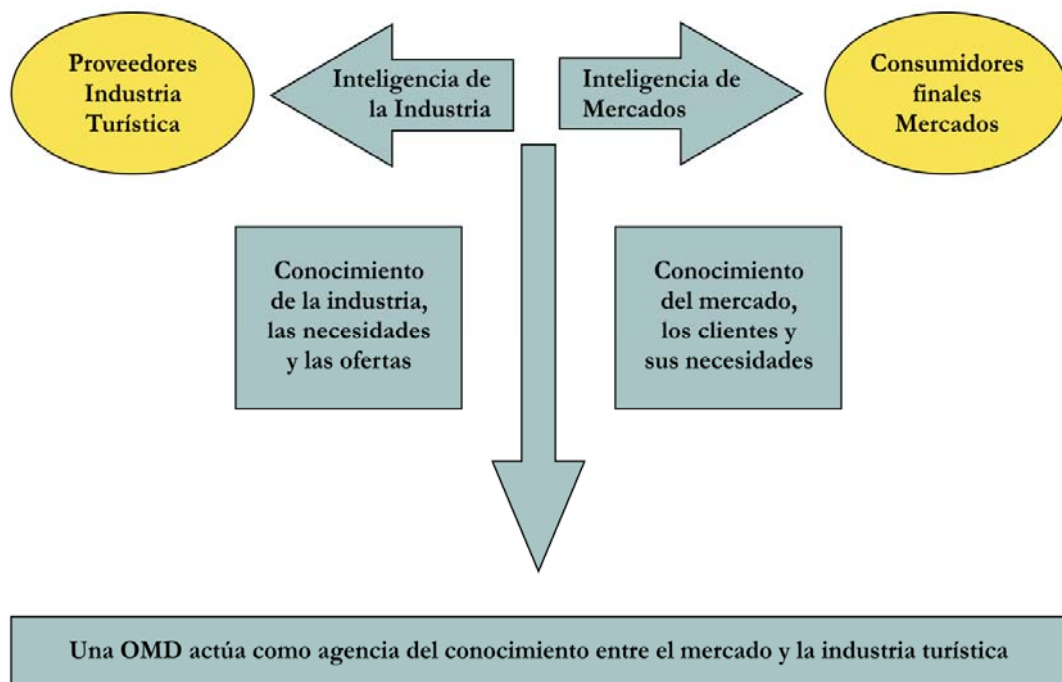 Proveedores
Industria
Turística
Inteligencia de
la Industria
Inteligencia de
Mercados
Consumidores
finales
Mercados
Conocimiento
de la industria,
las necesidades
y las ofertas
Conocimiento
del mercado,
los clientes y
sus necesidades
Una OMD actúa como agencia del conocimiento entre el mercado y la industria turística